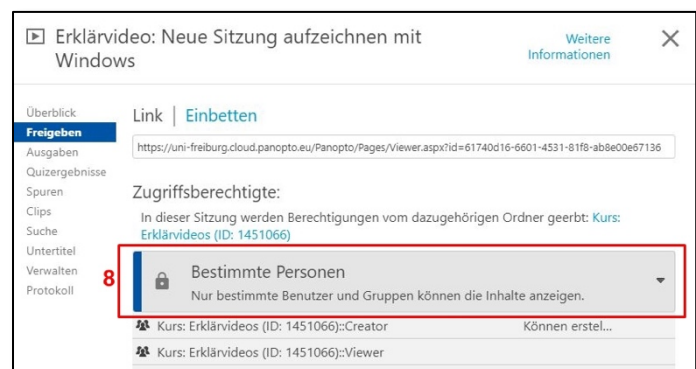 Erklärvideo: Neue Sitzung aufzeichnen mit
Windows
Weitere
Informationen
Überblick
Freigeben
Ausgaben
Quizergebnisse
Spuren
Clips
Suche
Untertitel
Verwalten
Protokoll
Link | Einbetten
https://uni-freiburg.cloud.panopto.eu/Panopto/Pages/Viewer.aspx?id=61740d16-6601-4531-81f8-ab8e00e67136
Zugriffsberechtigte:
In dieser Sitzung werden Berechtigungen vom dazugehörigen Ordner geerbt: Kurs:
Erklärvideos (ID: 1451066)
8
Bestimmte Personen
Nur bestimmte Benutzer und Gruppen können die Inhalte anzeigen.
Kurs: Erklärvideos (ID: 1451066)::Creator Können erstel...
Kurs: Erklärvideos (ID: 1451066)::Viewer